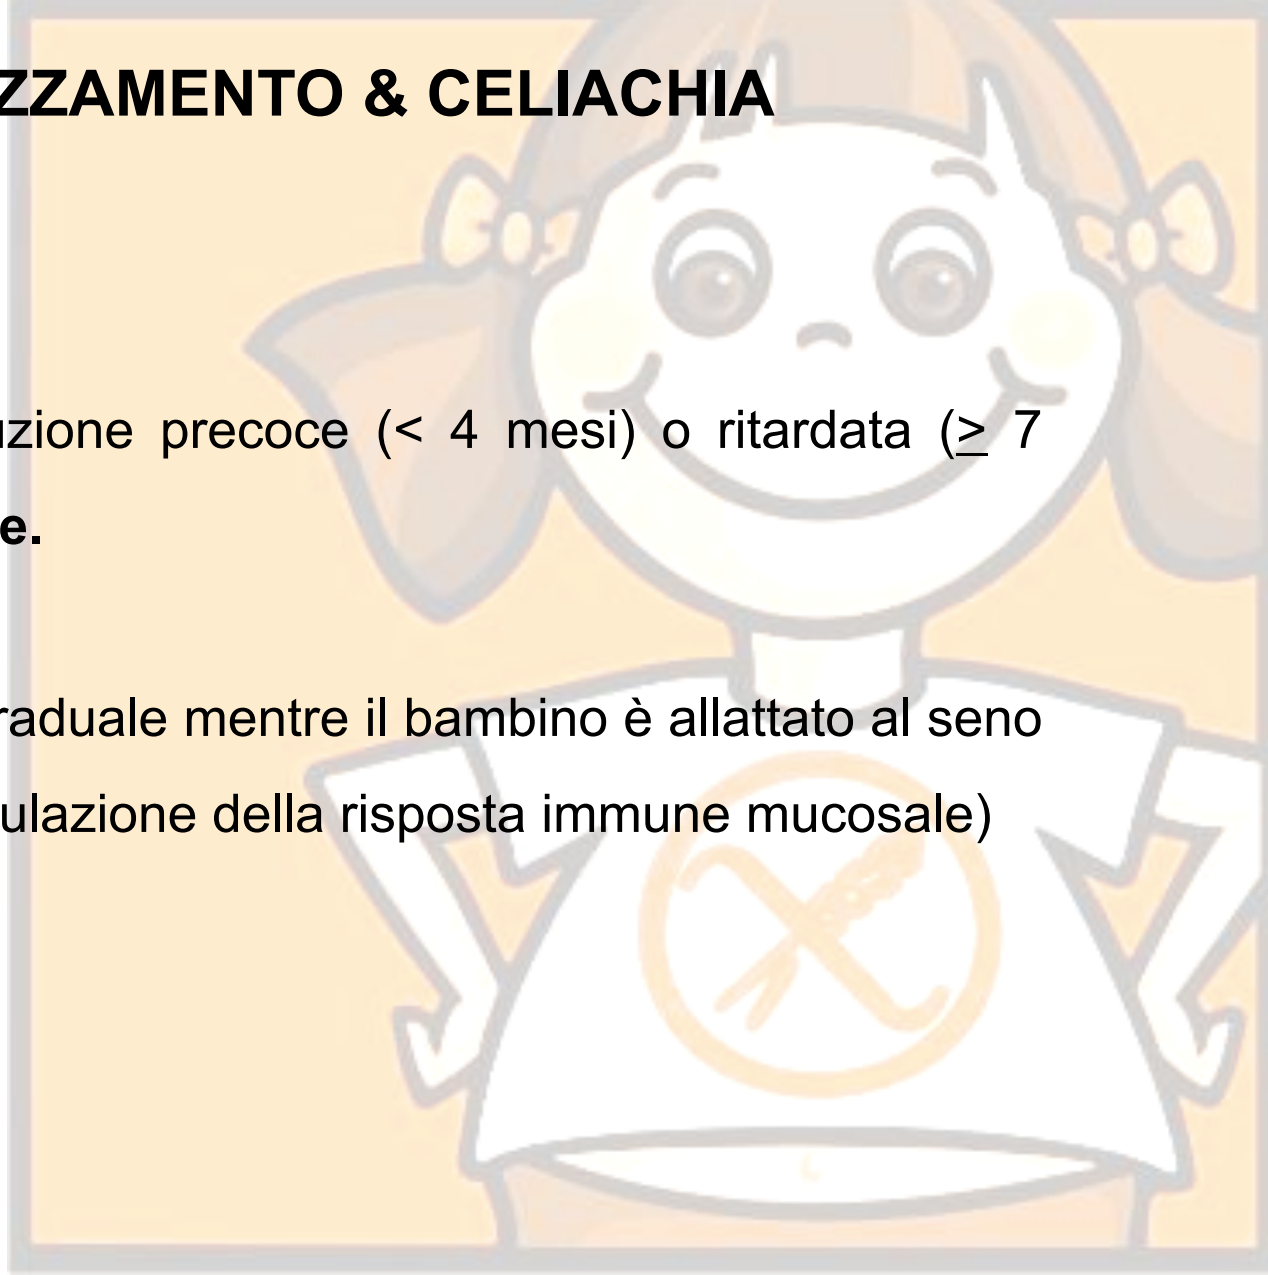 ZZAMENTO & CELIACHIA
uzione precoce (< 4 mesi) o ritardata (≥ 7
e.
raduale mentre il bambino è allattato al seno
ulazione della risposta immune mucosale)